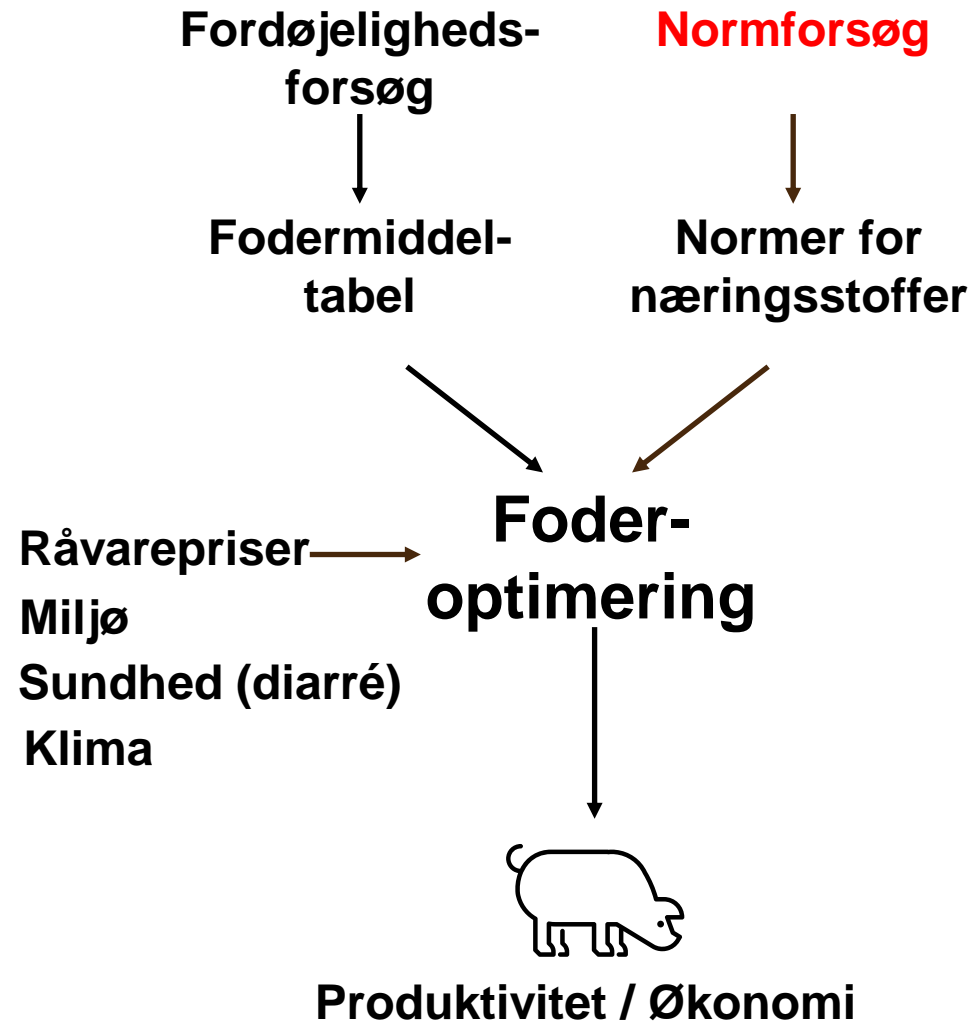 Fordøjeligheds-
forsøg
Normforsøg
Fodermiddel-
tabel
Normer for
næringsstoffer
Foder-
optimering
Råvarepriser
Miljø
Sundhed (diarré)
Klima
Produktivitet / Økonomi